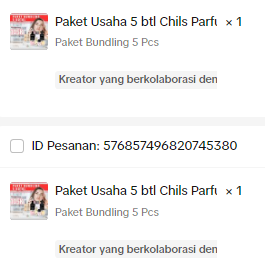 Paket Usaha 5 btl Chils Parfu × 1
Paket Bundling 5 Pcs
Kreator yang berkolaborasi den
ID Pesanan: 576857496820745380
Paket Usaha 5 btl Chils Parfu × 1
Paket Bundling 5 Pcs
Kreator yang berkolaborasi den